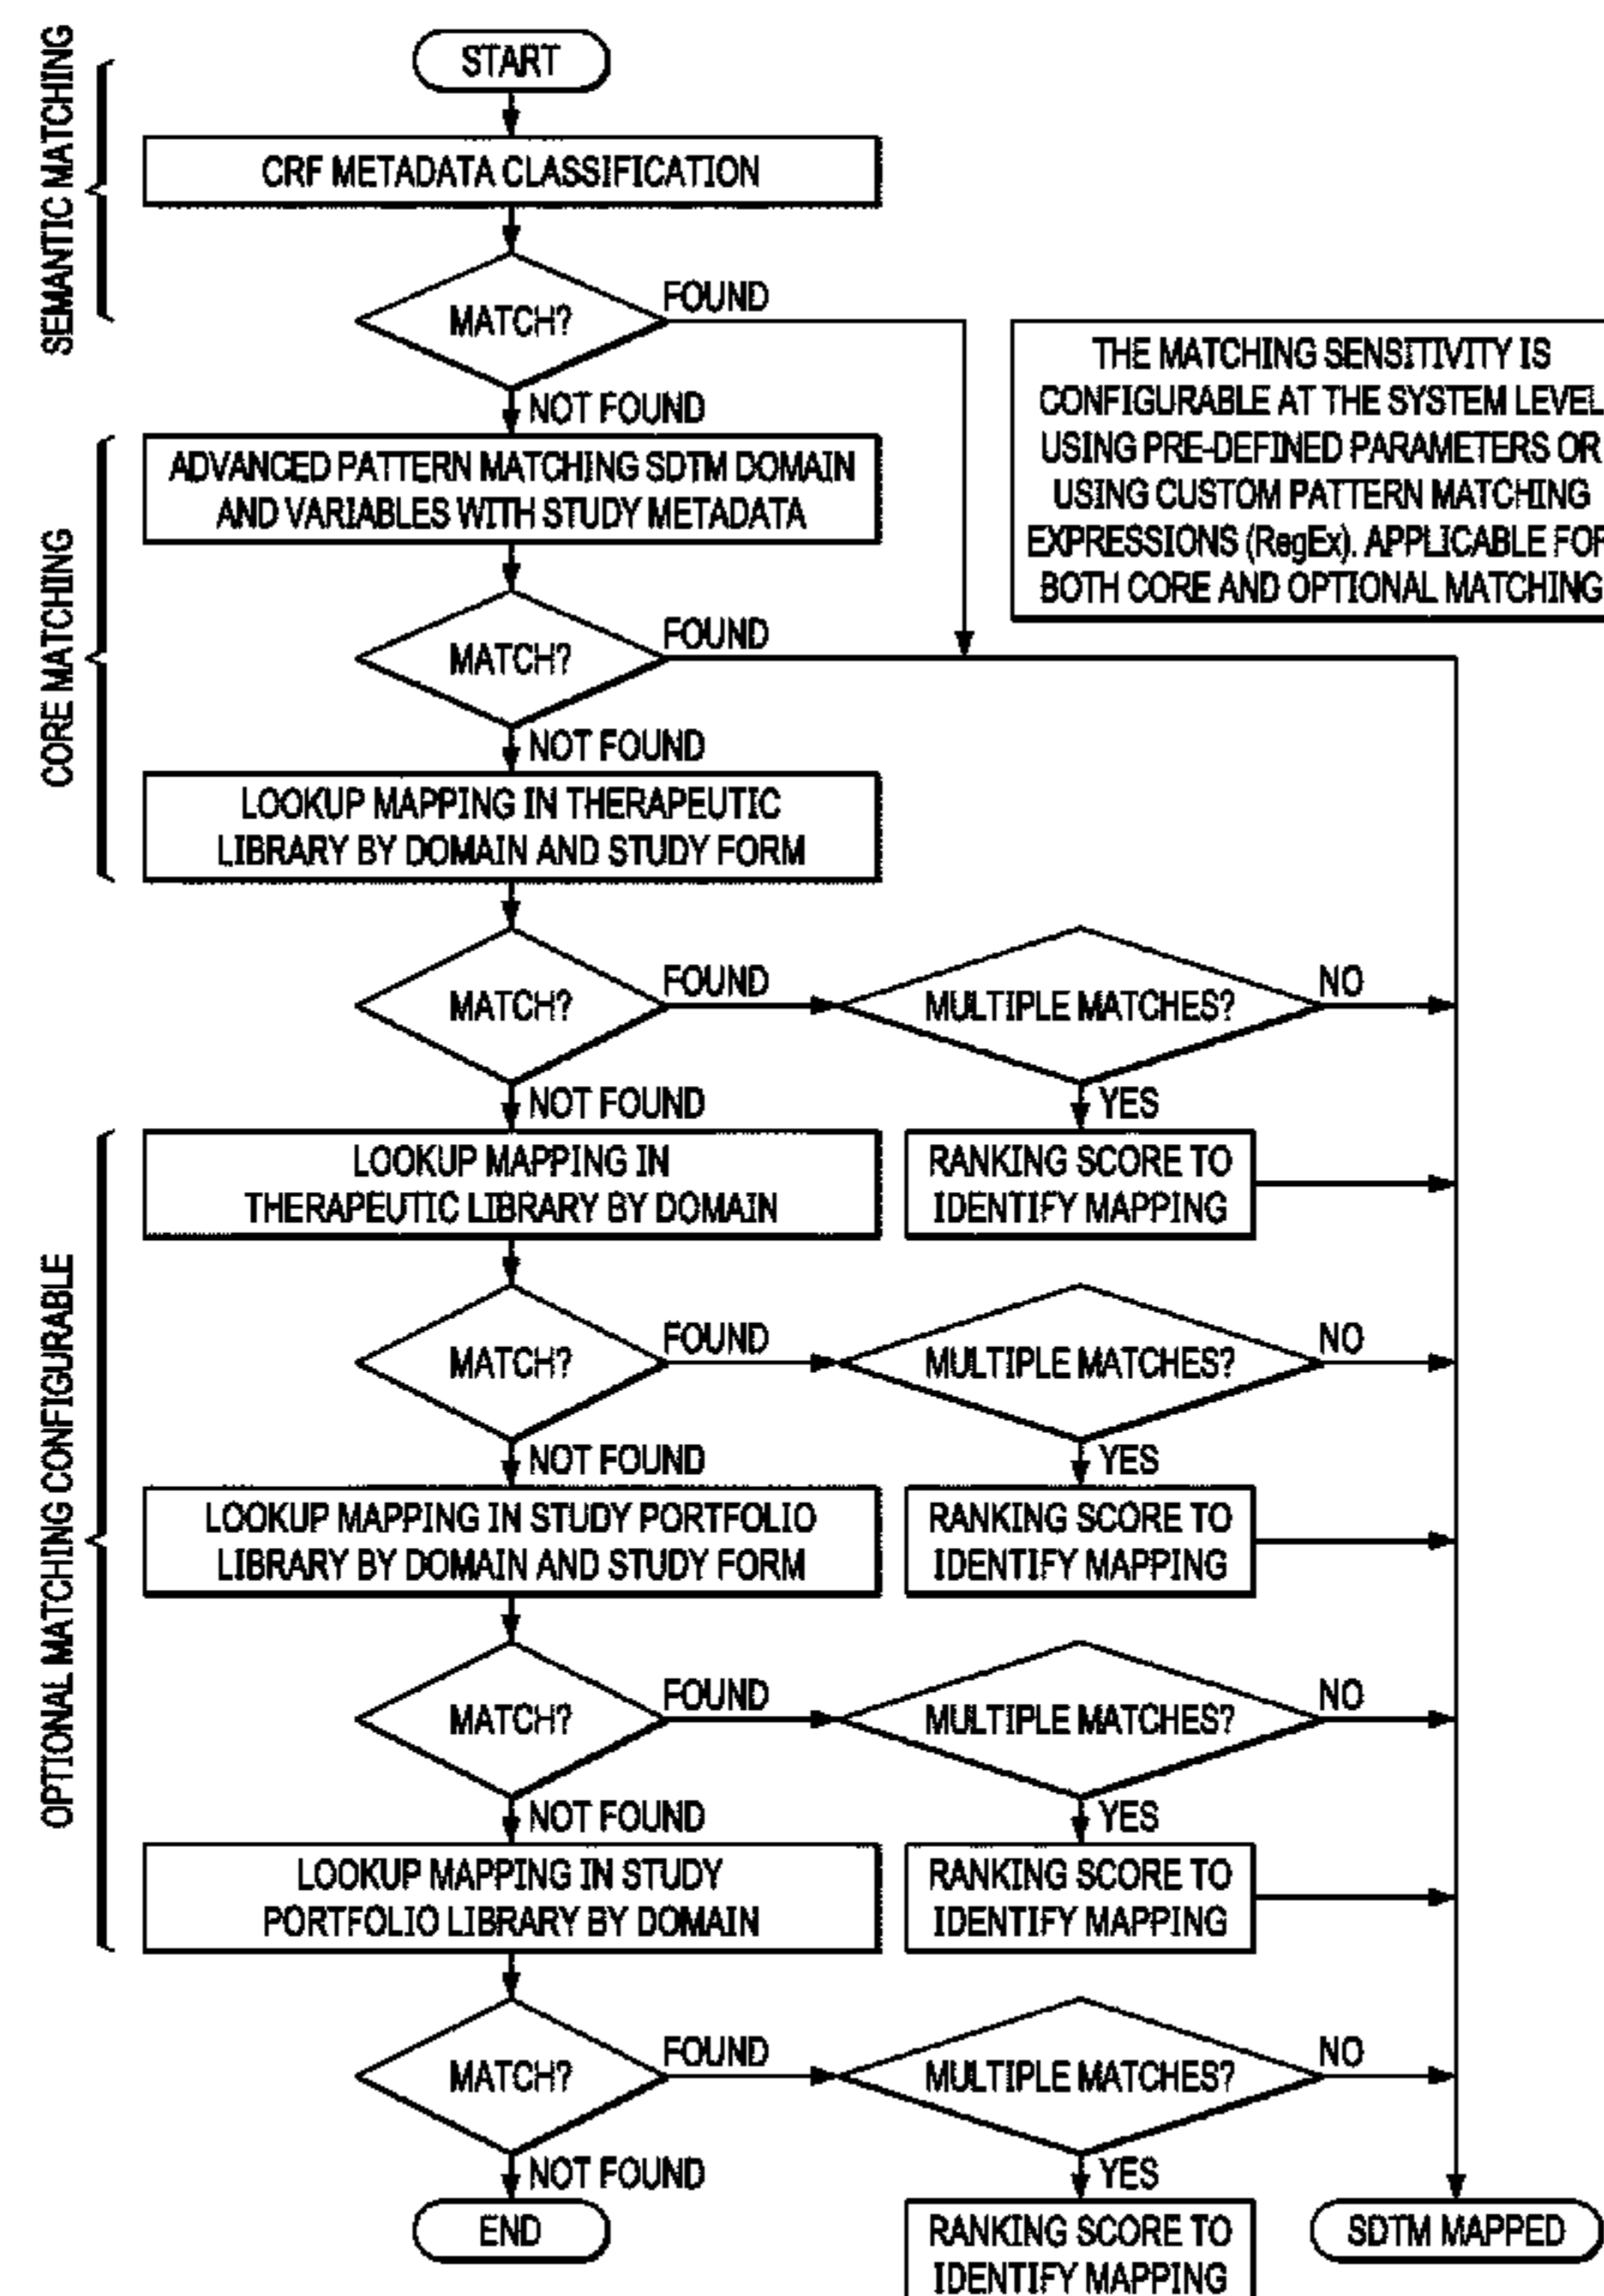 SEMANTIC MATCHING
START
CRF METADATA CLASSIFICATION
MATCH?
FOUND
NOT FOUND
THE MATCHING SENSITIVITY IS
CONFIGURABLE AT THE SYSTEM LEVEL
USING PRE-DEFINED PARAMETERS OR
USING CUSTOM PATTERN MATCHING
EXPRESSIONS (RegEx). APPLICABLE FOR
BOTH CORE AND OPTIONAL MATCHING
CORE MATCHING
ADVANCED PATTERN MATCHING SDTM DOMAIN
AND VARIABLES WITH STUDY METADATA
MATCH?
FOUND
NOT FOUND
LOOKUP MAPPING IN THERAPEUTIC
LIBRARY BY DOMAIN AND STUDY FORM
MATCH?
FOUND
MULTIPLE MATCHES?
NO
NOT FOUND
YES
OPTIONAL MATCHING CONFIGURABLE
LOOKUP MAPPING IN
THERAPEUTIC LIBRARY BY DOMAIN
RANKING SCORE TO
IDENTIFY MAPPING
MATCH?
FOUND
MULTIPLE MATCHES?
NO
NOT FOUND
YES
LOOKUP MAPPING IN STUDY PORTFOLIO
LIBRARY BY DOMAIN AND STUDY FORM
RANKING SCORE TO
IDENTIFY MAPPING
MATCH?
FOUND
MULTIPLE MATCHES?
NO
NOT FOUND
YES
LOOKUP MAPPING IN STUDY
PORTFOLIO LIBRARY BY DOMAIN
RANKING SCORE TO
IDENTIFY MAPPING
MATCH?
FOUND
MULTIPLE MATCHES?
NO
NOT FOUND
YES
END
RANKING SCORE TO
IDENTIFY MAPPING
SDTM MAPPED